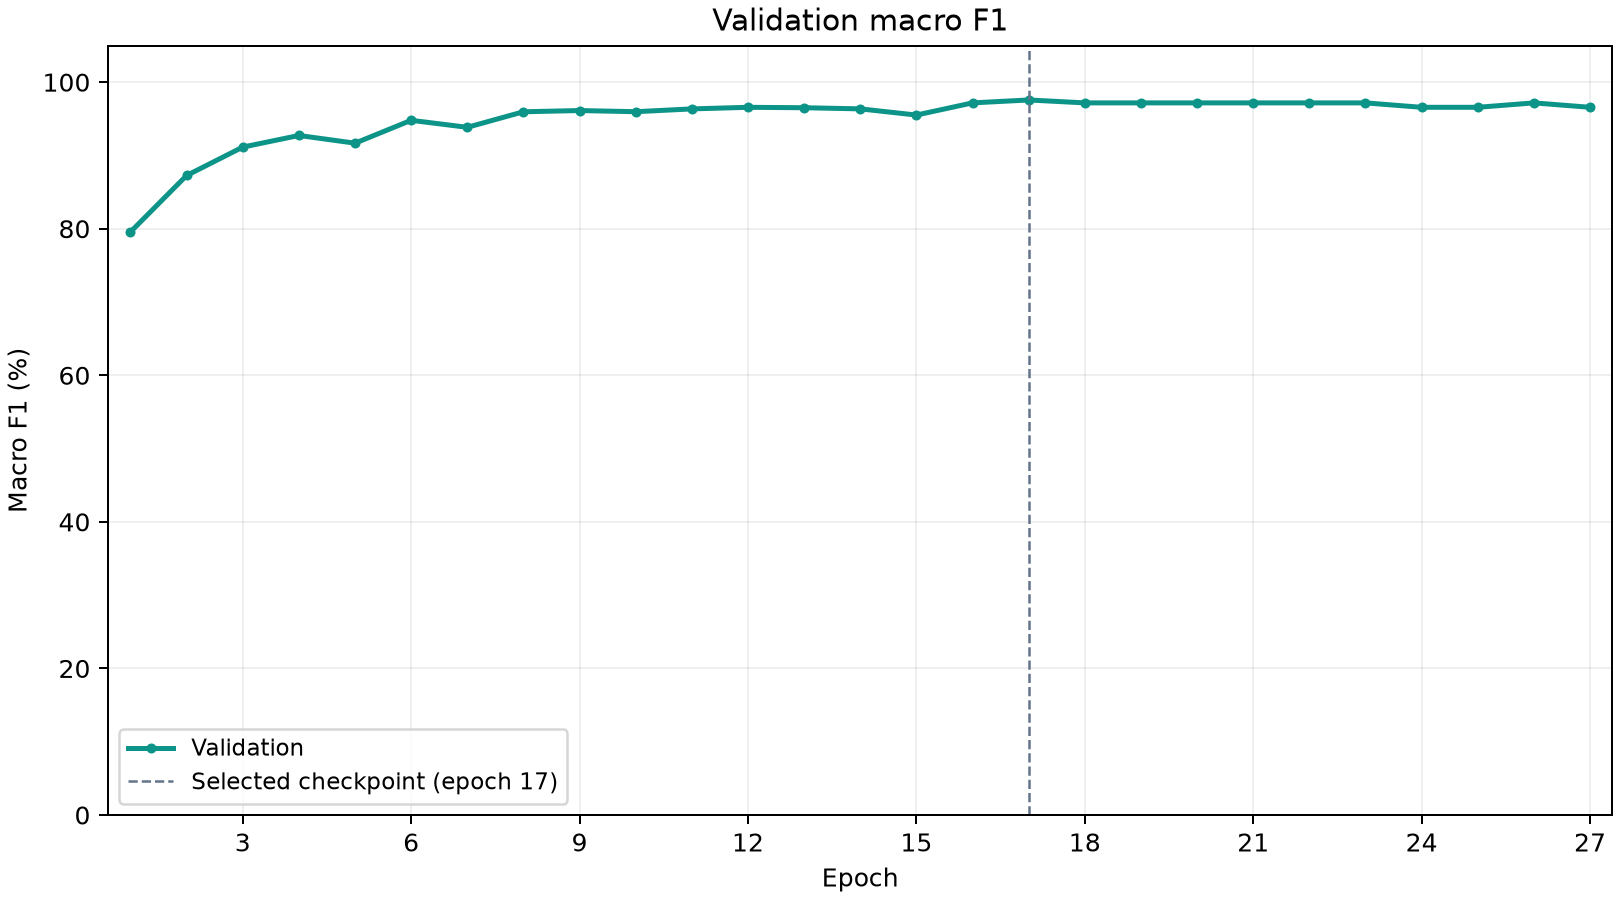 Validation macro F1
Macro F1 (%)
100
80
60
40
20
0
Validation
Selected checkpoint (epoch 17)
3 6 9 12 15 18 21 24 27
Epoch